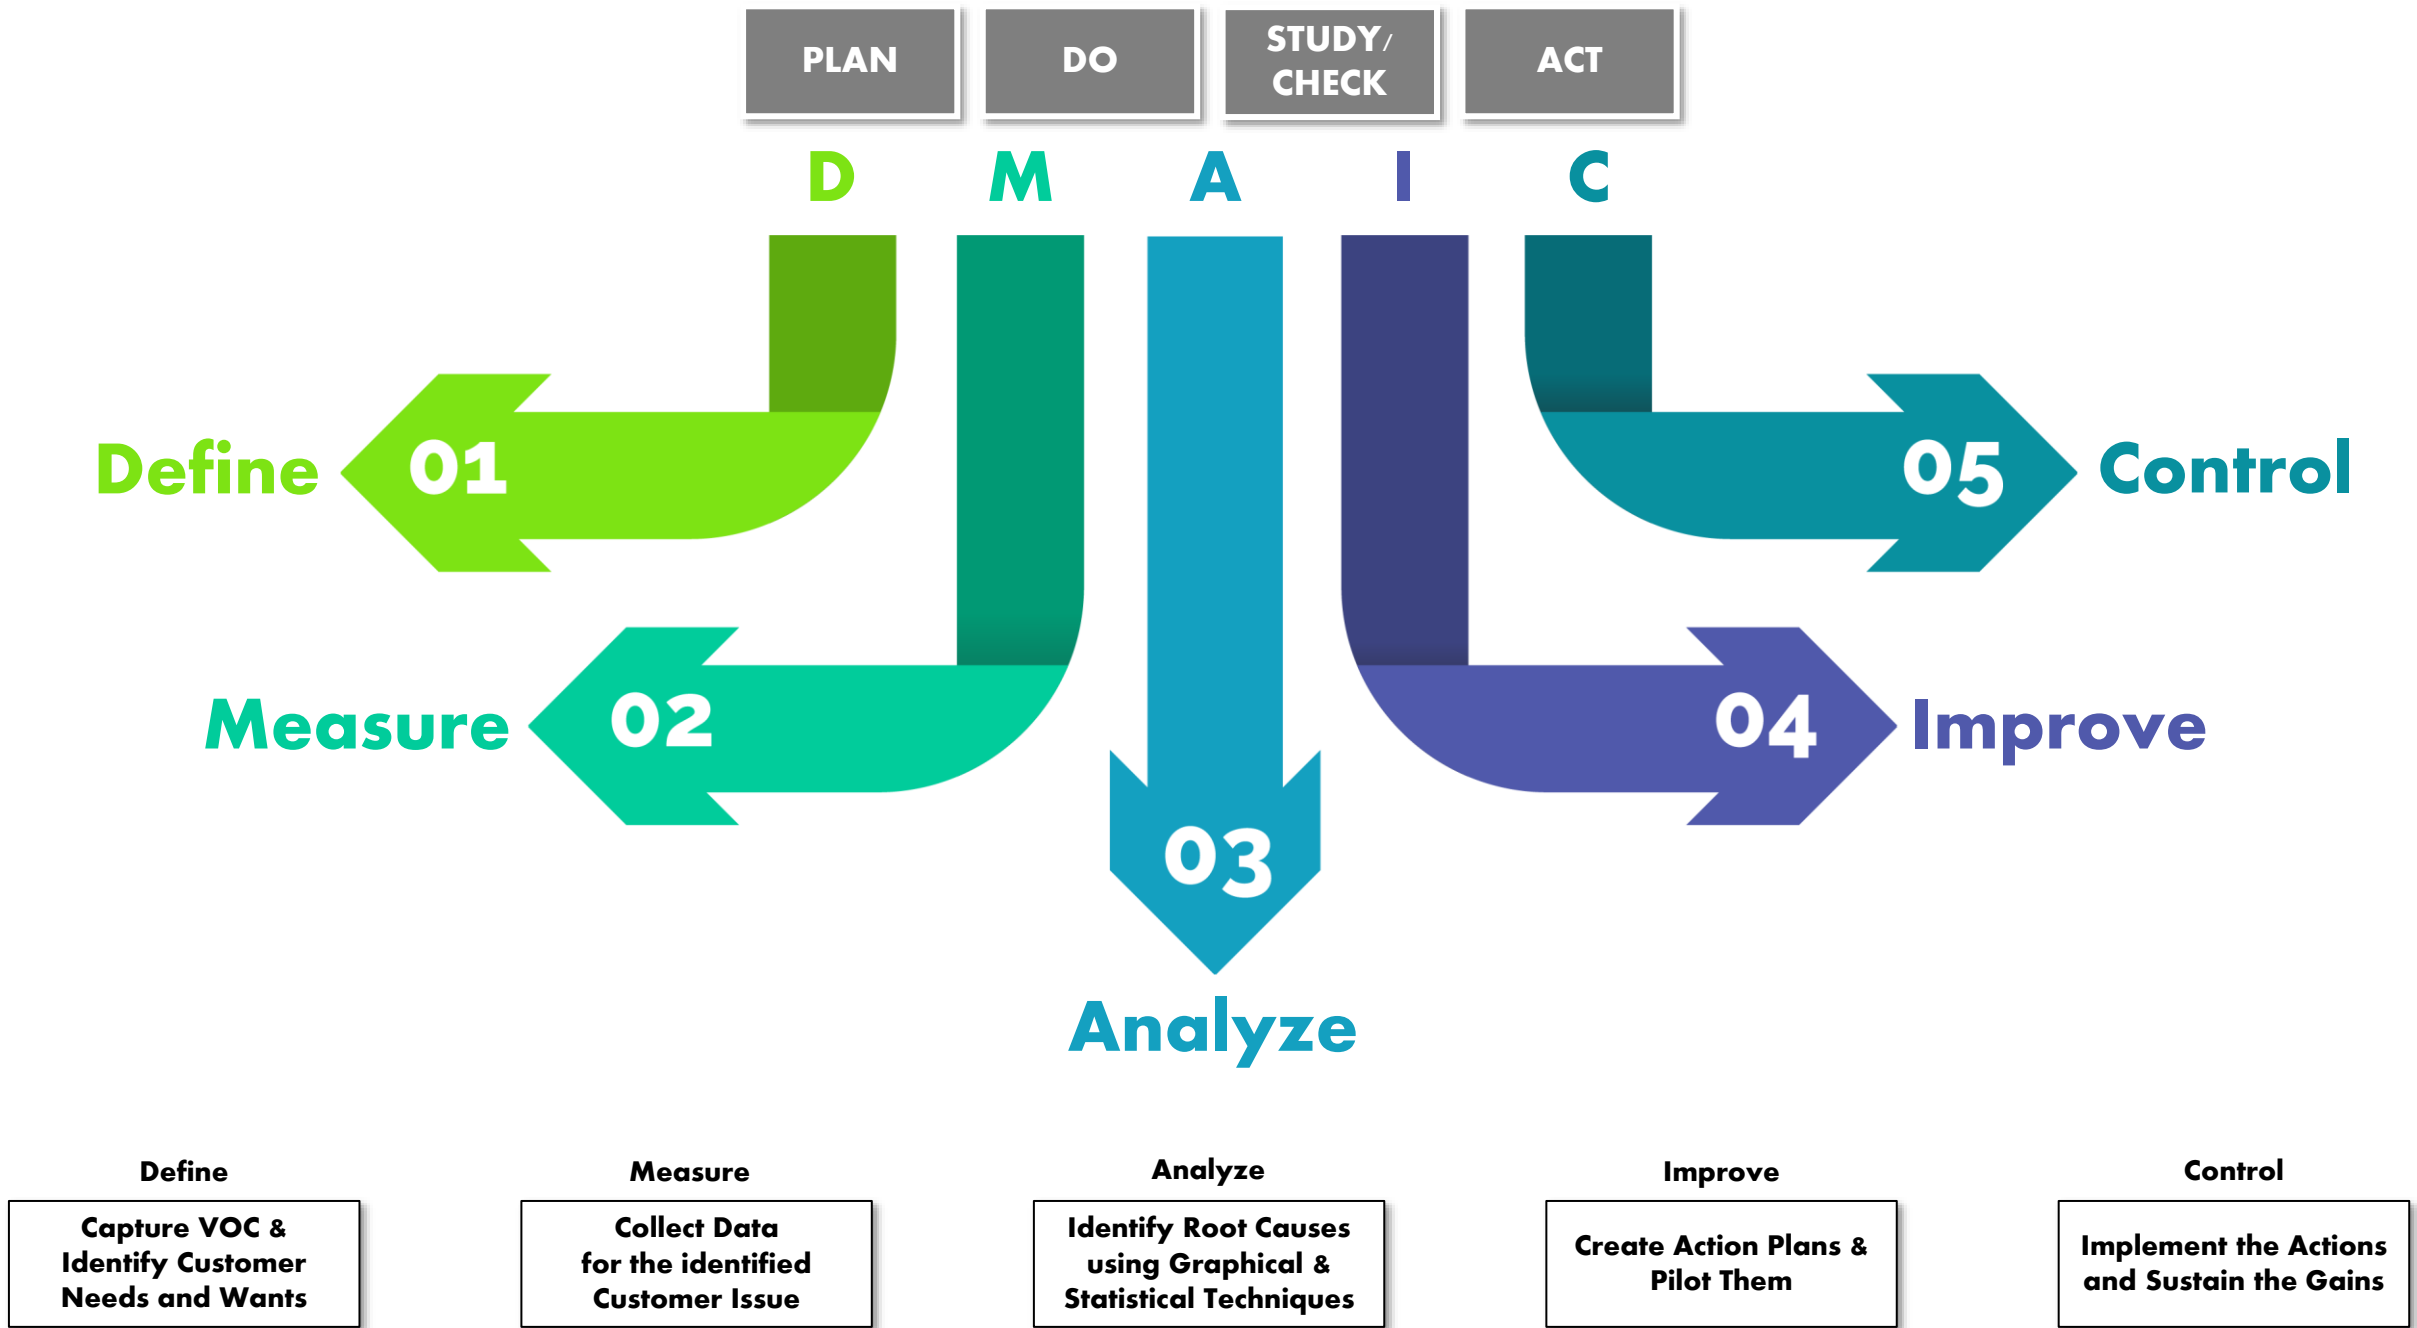 PLAN
DO
STUDY/
CHECK
ACT
D
M
A
I
C
Define
01
05
Control
Measure
02
04
Improve
03
Analyze
Define
Capture VOC &
Identify Customer
Needs and Wants
Measure
Collect Data
for the identified
Customer Issue
Analyze
Identify Root Causes
using Graphical &
Statistical Techniques
Improve
Create Action Plans &
Pilot Them
Control
Implement the Actions
and Sustain the Gains